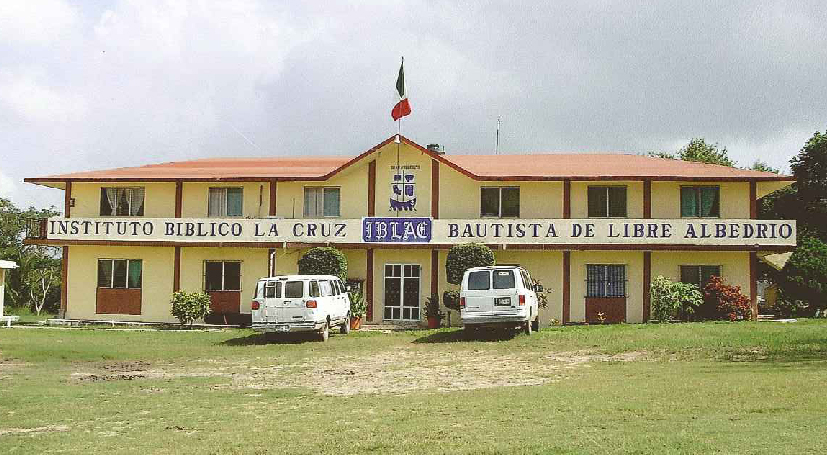 INSTITUTO BIBLICO LA CRUZ IBLAC BAUTISTA DE LIBRE ALBEDRIO